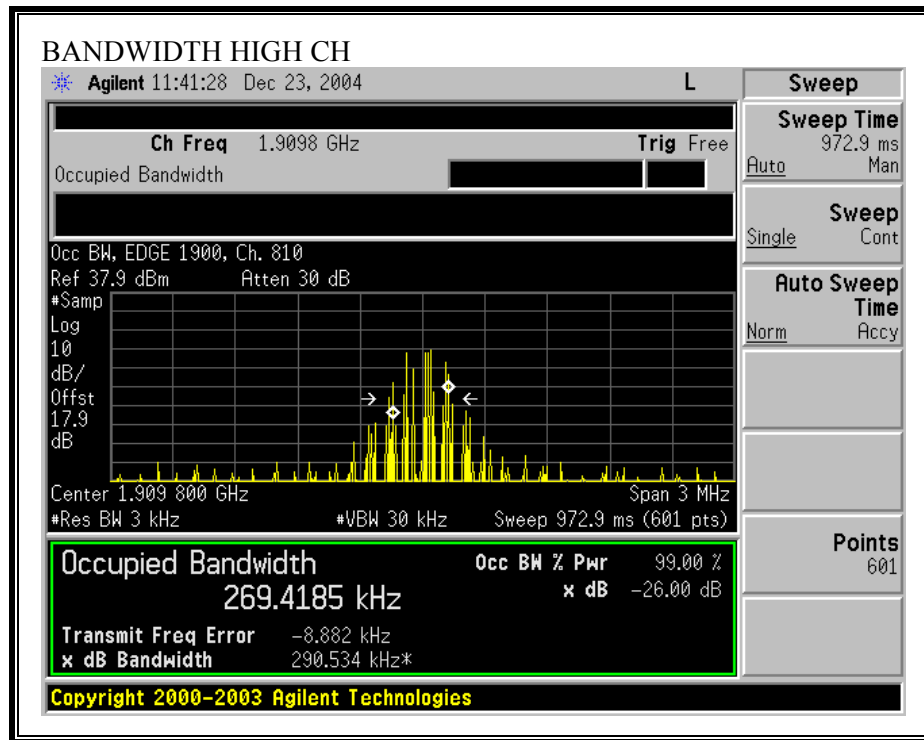 BANDWIDTH HIGH CH
Agilent 11:41:28 Dec 23, 2004 L
Ch Freq 1.9098 GHz Trig Free
Occupied Bandwidth
Occ BW, EDGE 1900, Ch. 810
Ref 37.9 dBm Atten 30 dB
#Samp
Log
10
dB/
Offst
17.9
dB
Center 1.909 800 GHz Span 3 MHz
#Res BW 3 kHz #VBW 30 kHz Sweep 972.9 ms (601 pts)
Occupied Bandwidth Occ BW % Pwr 99.00 %
269.4185 kHz x dB -26.00 dB
Transmit Freq Error -8.882 kHz
x dB Bandwidth 290.534 kHz*
Copyright 2000-2003 Agilent Technologies
Sweep
Sweep Time
972.9 ms
Auto Man
Sweep
Single Cont
Auto Sweep
Time
Norm Accy
Points
601